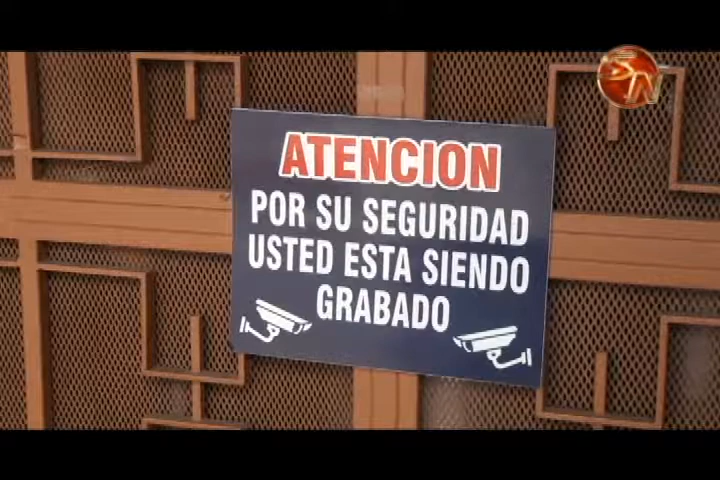 ATENCION
POR SU SEGURIDAD
USTED ESTA SIENDO
GRABADO